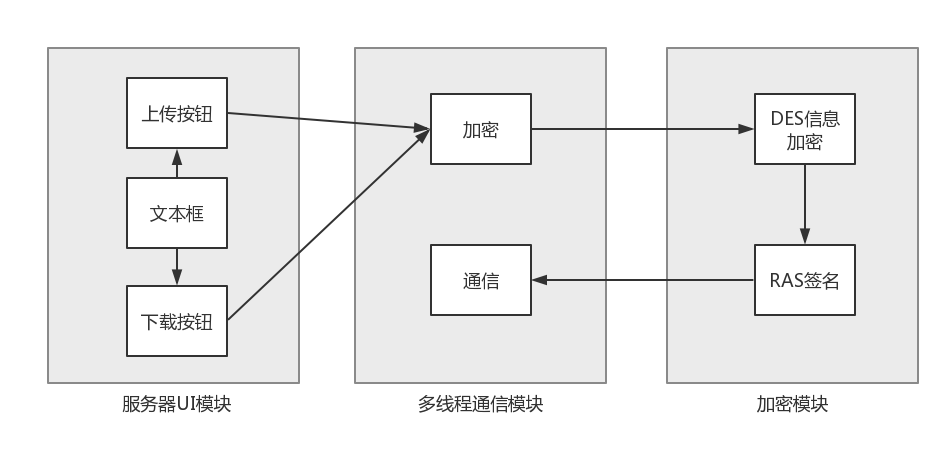 上传按钮
文本框
下载按钮
服务器UI模块
加密
通信
多线程通信模块
DES信息
加密
RAS签名
加密模块